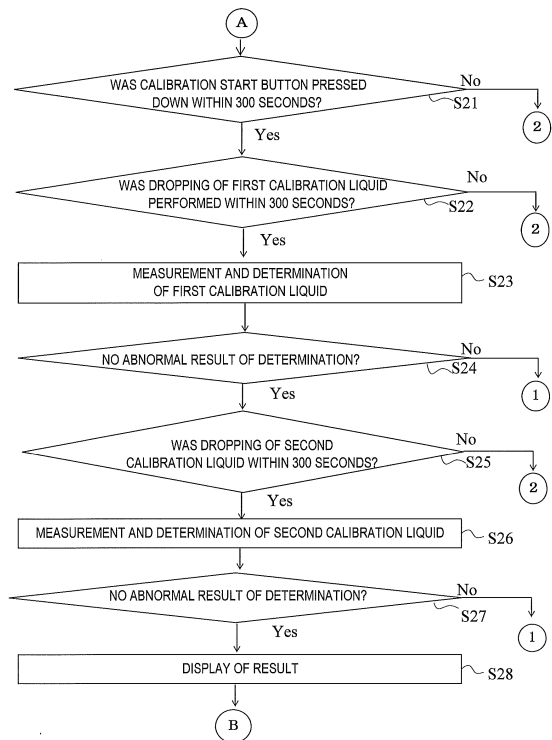 A
WAS CALIBRATION START BUTTON PRESSED
DOWN WITHIN 300 SECONDS?
No
S21
2
Yes
WAS DROPPING OF FIRST CALIBRATION LIQUID
PERFORMED WITHIN 300 SECONDS?
No
S22
2
Yes
MEASUREMENT AND DETERMINATION
OF FIRST CALIBRATION LIQUID
S23
NO ABNORMAL RESULT OF DETERMINATION?
No
S24
1
Yes
WAS DROPPING OF SECOND
CALIBRATION LIQUID WITHIN 300 SECONDS?
No
S25
2
Yes
MEASUREMENT AND DETERMINATION OF SECOND CALIBRATION LIQUID
S26
NO ABNORMAL RESULT OF DETERMINATION?
No
S27
1
Yes
DISPLAY OF RESULT
S28
B